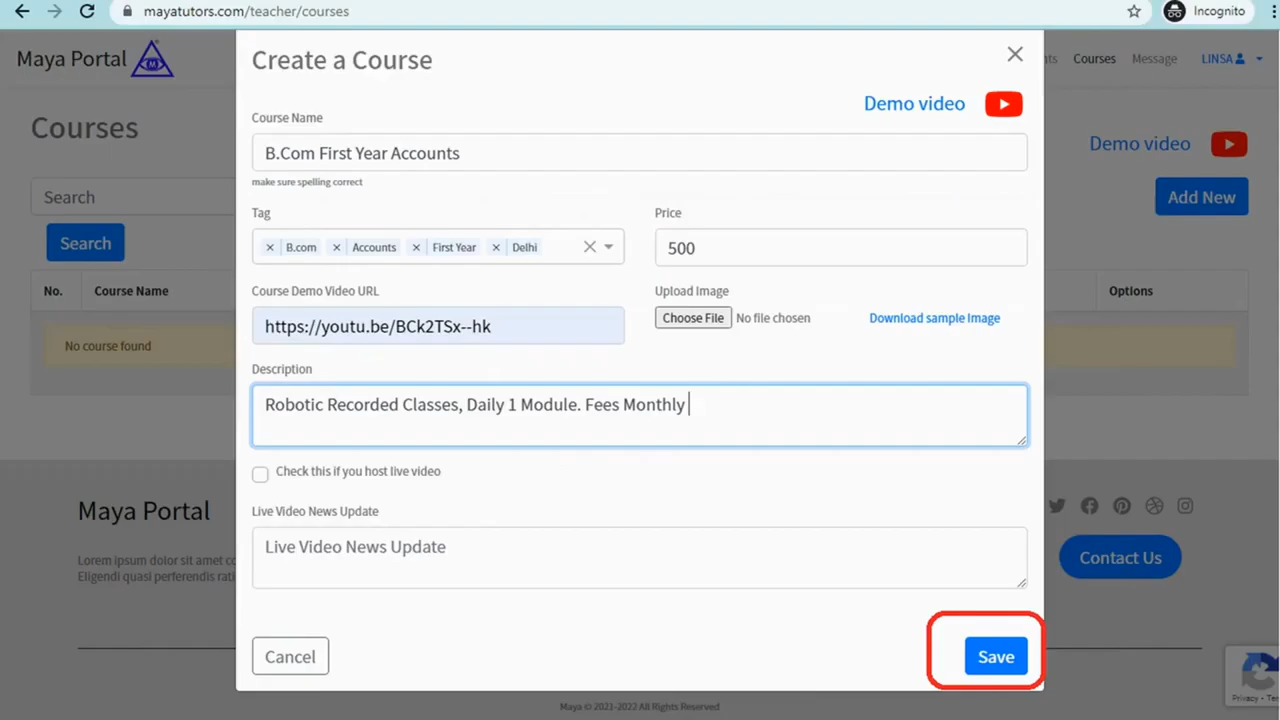 mayatutors.com/teacher/courses
Incognito
Maya Portal
M
Courses
Message
LINSA
Create a Course
Demo video
Courses
Demo video
Course Name
B.Com First Year Accounts
make sure spelling correct
Search
Add New
Tag
Price
B.com
Accounts
First Year
Delhi
500
Search
Course Demo Video URL
Upload Image
No.
Course Name
Options
https://youtu.be/BCk2TSx--hk
Choose File No file chosen
Download sample Image
No course found
Description
Robotic Recorded Classes, Daily 1 Module. Fees Monthly
Check this if you host live video
Maya Portal
Live Video News Update
Live Video News Update
Lorem ipsum dolor sit amet
Eligendi quasi perferendis
Contact Us
Cancel
Save
Privacy
Maya © 2021-2022 All Rights Reserved